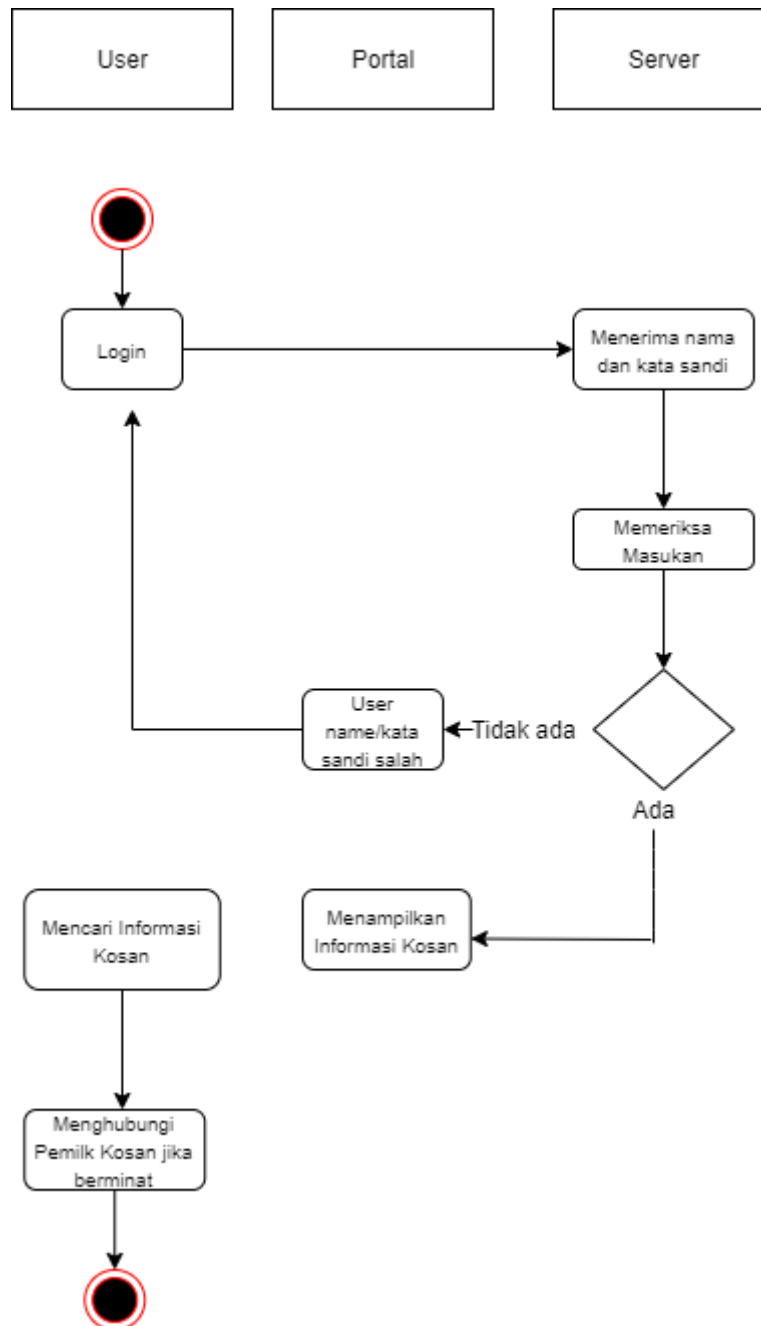 User
Portal
Server
Login
Menerima nama
dan kata sandi
Memeriksa
Masukan
User
name/kata
sandi salah
Tidak ada
Ada
Mencari Informasi
Kosan
Menampilkan
Informasi Kosan
Menghubungi
Pemilk Kosan jika
berminat